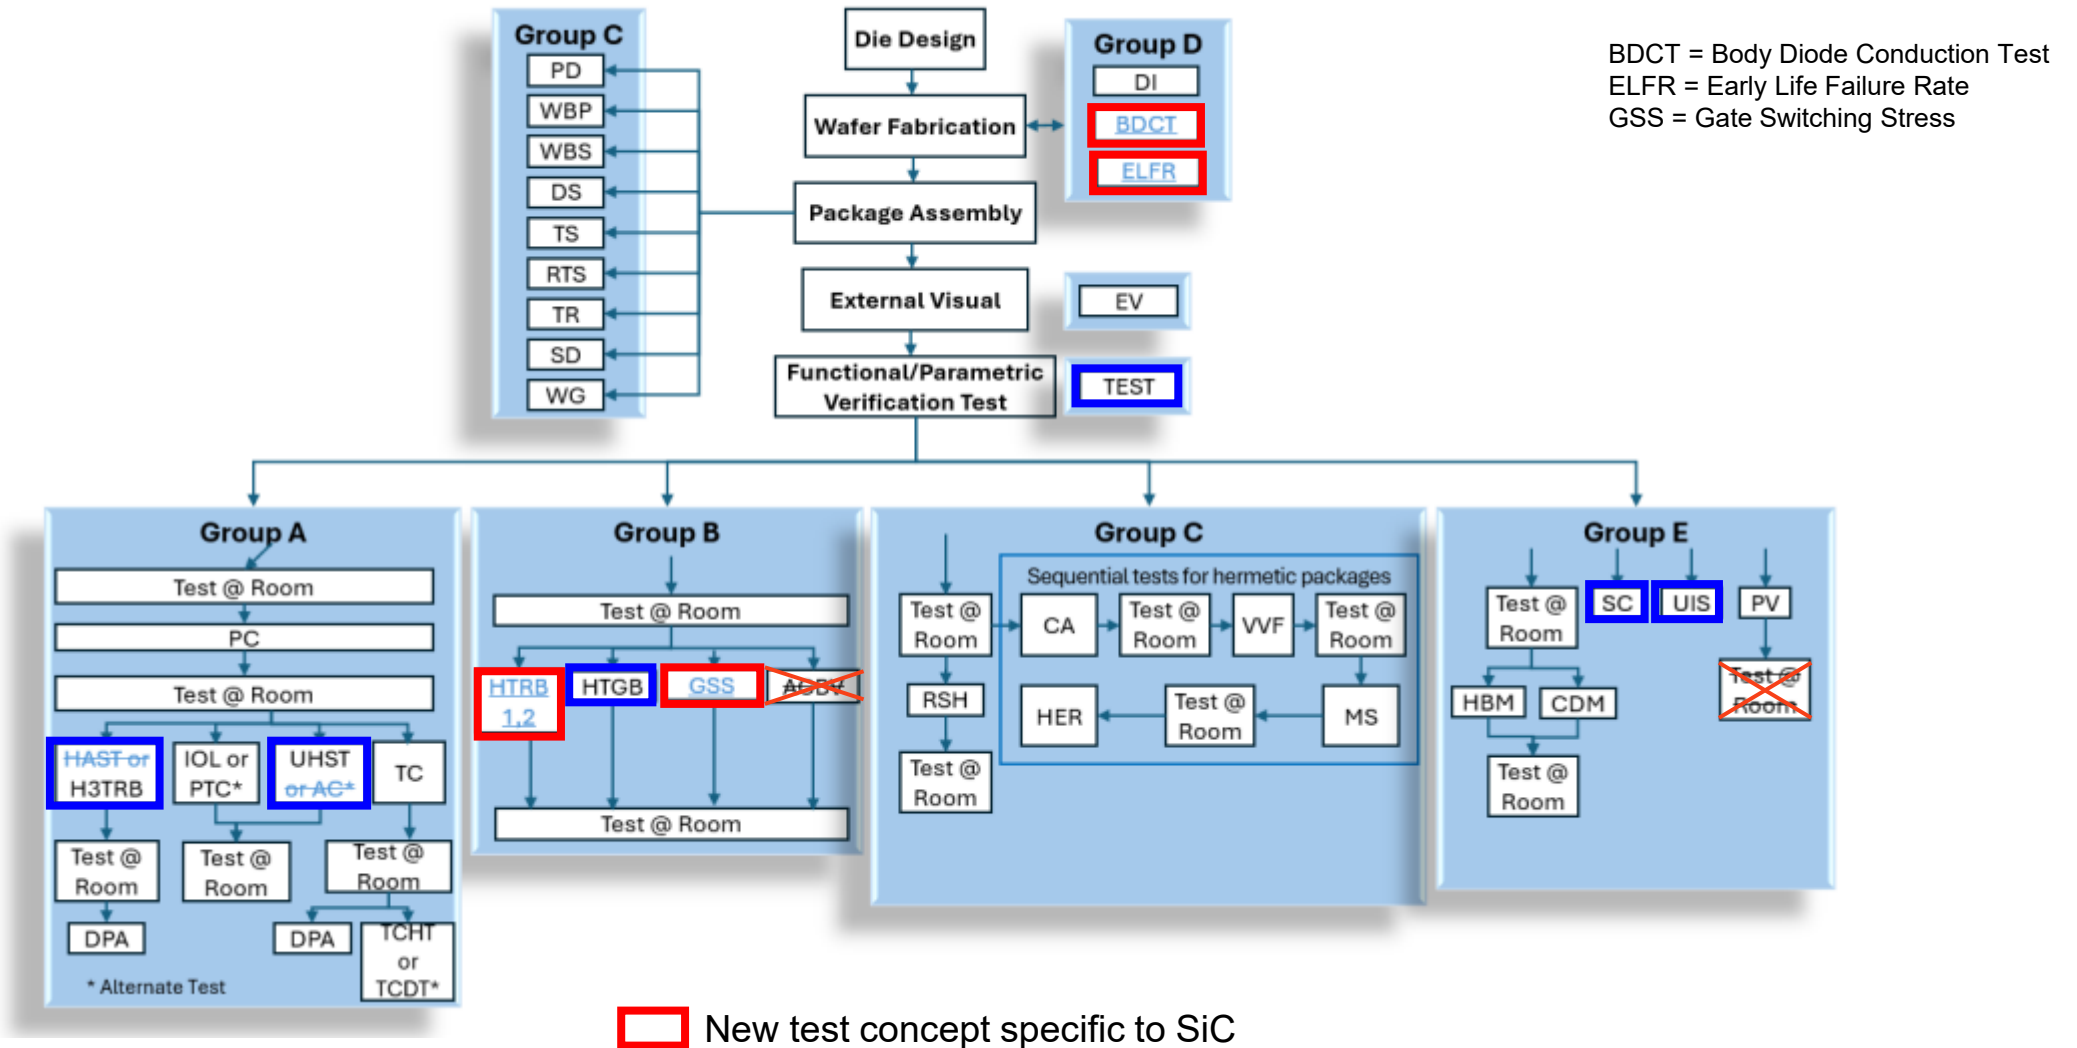 Group C
PD
WBP
WBS
DS
TS
RTS
TR
SD
WG
Die Design
Wafer Fabrication
Package Assembly
External Visual
Functional/Parametric
Verification Test
Group D
DI
BDCT
ELFR
EV
TEST
BDCT = Body Diode Conduction Test
ELFR = Early Life Failure Rate
GSS = Gate Switching Stress
Group A
Test @ Room
PC
Test @ Room
HAST or
H3TRB
IOL or
PTC*
UHST
or AC*
TC
Test @
Room
Test @
Room
Test @
Room
DPA
DPA
TCHT
or
TCDT*
* Alternate Test
Group B
Test @ Room
HTRB
1,2
HTGB
GSS
ACBV
Test @ Room
Group C
Sequential tests for hermetic packages
Test @
Room
CA
Test @
Room
VVF
Test @
Room
RSH
HER
Test @
Room
MS
Test @
Room
Group E
Test @
Room
SC
UIS
PV
HBM
CDM
Test @
Room
Test @
Room
New test concept specific to SiC